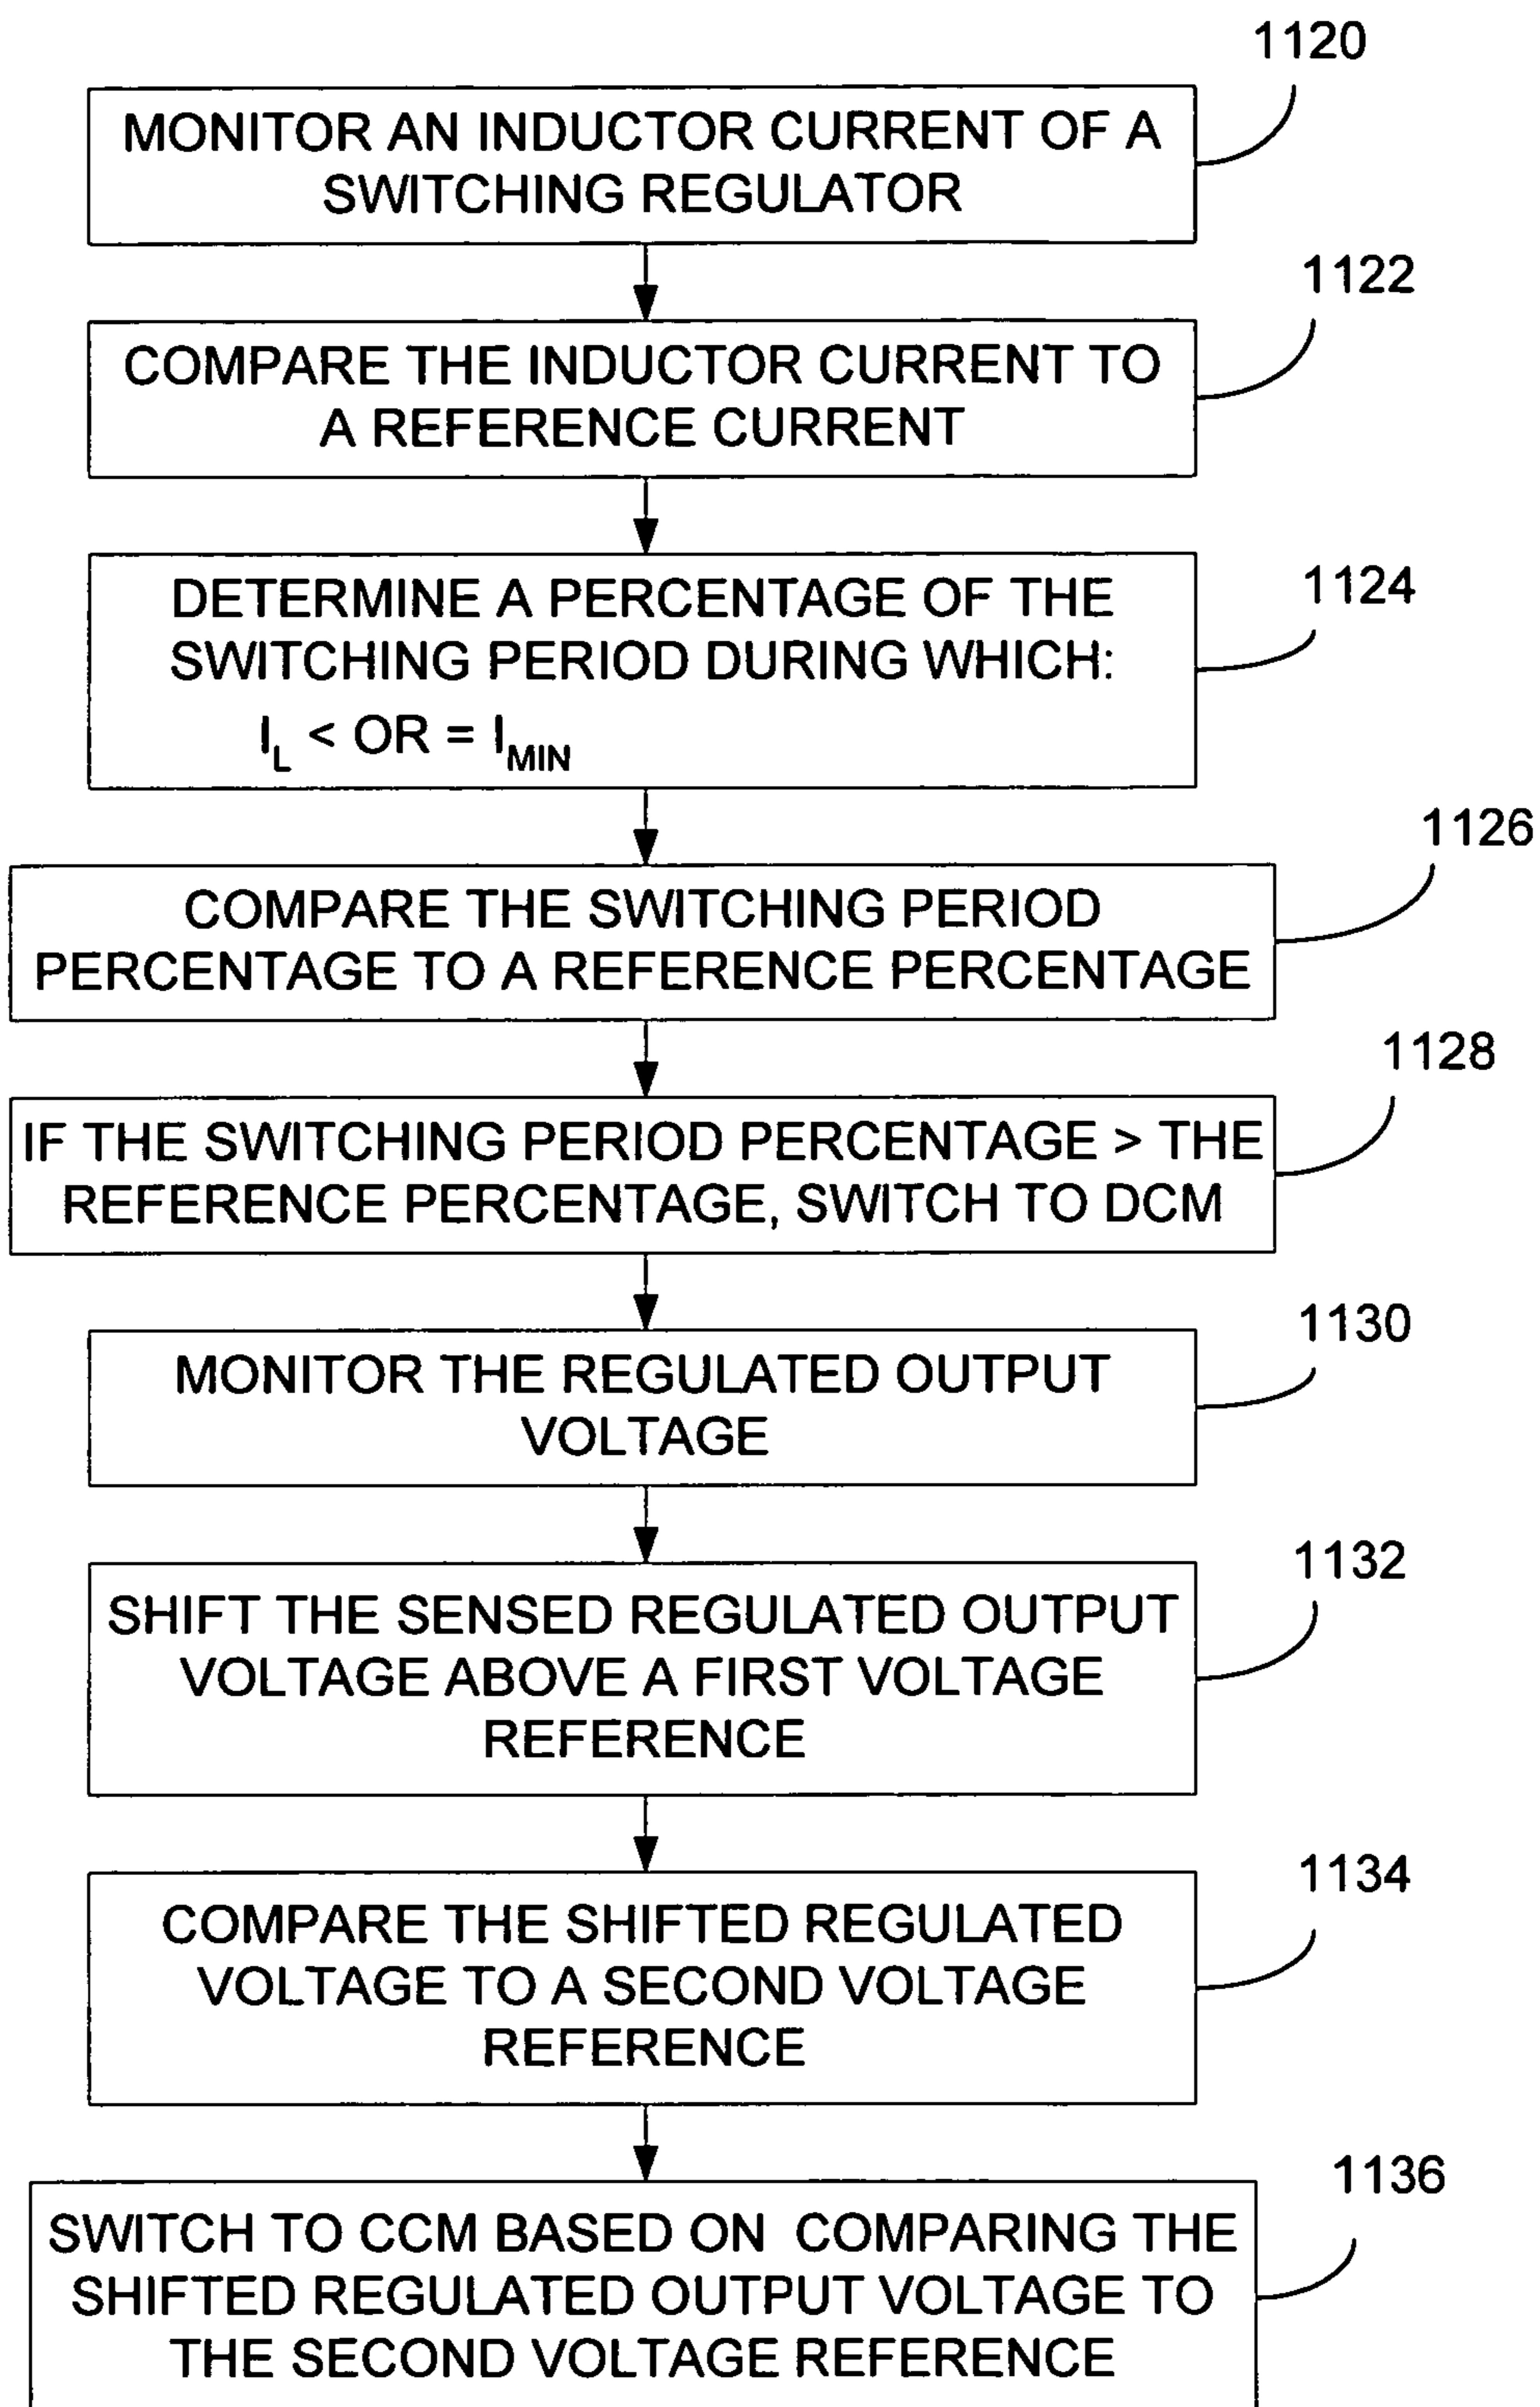 1120
MONITOR AN INDUCTOR CURRENT OF A
SWITCHING REGULATOR
1122
COMPARE THE INDUCTOR CURRENT TO
A REFERENCE CURRENT
1124
DETERMINE A PERCENTAGE OF THE
SWITCHING PERIOD DURING WHICH:
I_L < OR = I_MIN
1126
COMPARE THE SWITCHING PERIOD
PERCENTAGE TO A REFERENCE PERCENTAGE
1128
IF THE SWITCHING PERIOD PERCENTAGE > THE
REFERENCE PERCENTAGE, SWITCH TO DCM
1130
MONITOR THE REGULATED OUTPUT
VOLTAGE
1132
SHIFT THE SENSED REGULATED OUTPUT
VOLTAGE ABOVE A FIRST VOLTAGE
REFERENCE
1134
COMPARE THE SHIFTED REGULATED
VOLTAGE TO A SECOND VOLTAGE
REFERENCE
1136
SWITCH TO CCM BASED ON COMPARING THE
SHIFTED REGULATED OUTPUT VOLTAGE TO
THE SECOND VOLTAGE REFERENCE